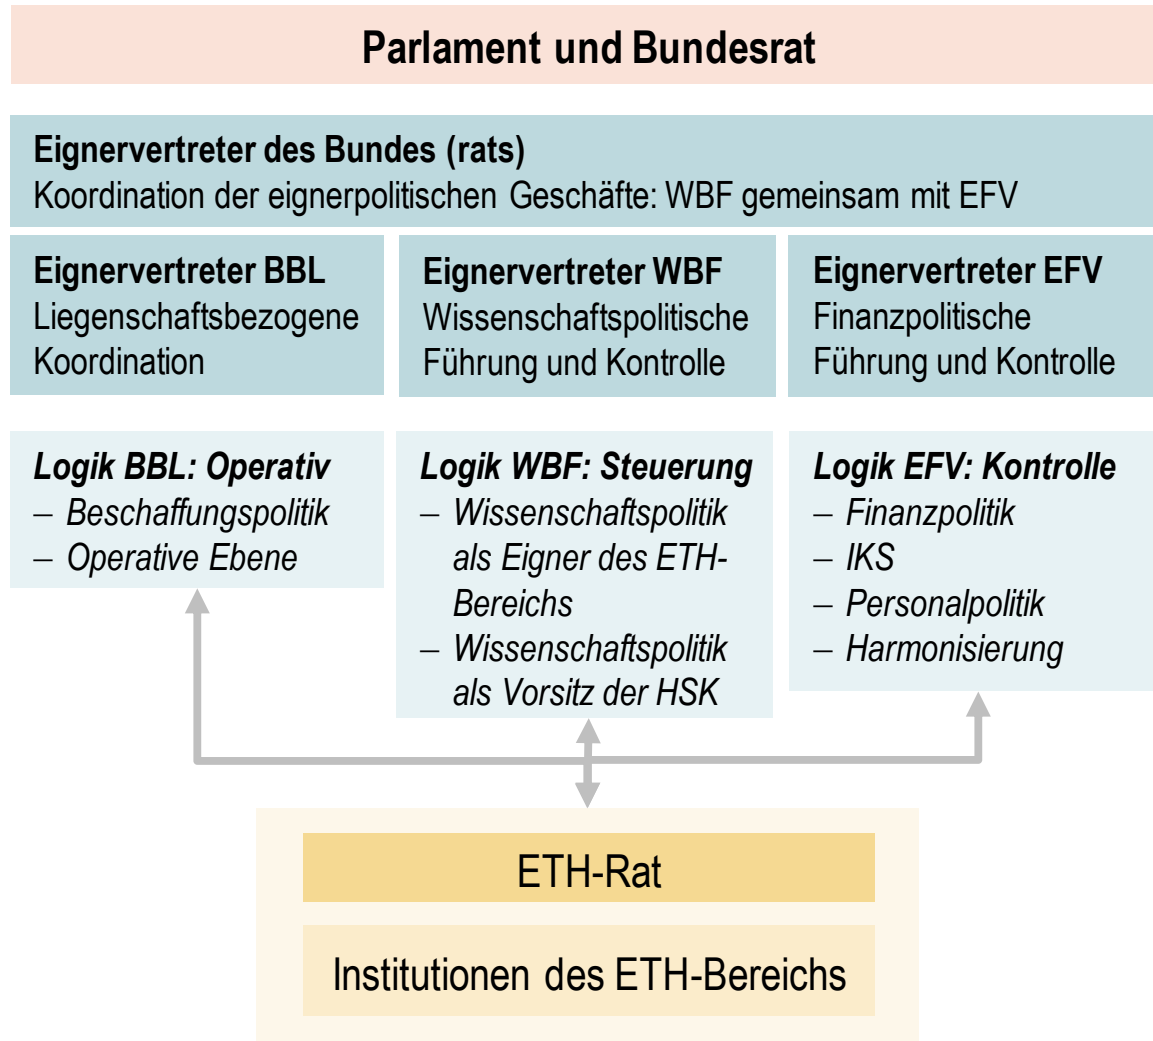 Parlament und Bundesrat
Eignervertreter des Bundes (rats)
Koordination der eignerpolitischen Geschäfte: WBF gemeinsam mit EFV
Eignervertreter BBL
Liegenschaftsbezogene
Koordination
Eignervertreter WBF
Wissenschaftspolitische
Führung und Kontrolle
Eignervertreter EFV
Finanzpolitische
Führung und Kontrolle
Logik BBL: Operativ
– Beschaffungspolitik
– Operative Ebene
Logik WBF: Steuerung
– Wissenschaftspolitik
als Eigner des ETH-
Bereichs
– Wissenschaftspolitik
als Vorsitz der HSK
Logik EFV: Kontrolle
– Finanzpolitik
– IKS
– Personalpolitik
– Harmonisierung
ETH-Rat
Institutionen des ETH-Bereichs